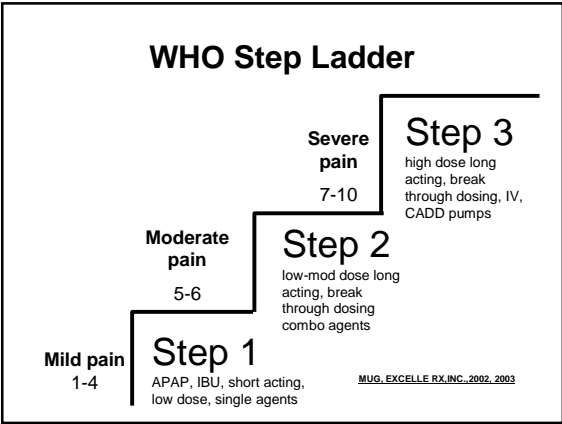 WHO Step Ladder
Severe
pain
7-10
Step 3
high dose long
acting, break
through dosing, IV,
CADD pumps
Moderate
pain
5-6
Step 2
low-mod dose long
acting, break
through dosing
combo agents
Mild pain
1-4
Step 1
APAP, IBU, short acting,
low dose, single agents
MUG, EXCELLE RX,INC.,2002, 2003